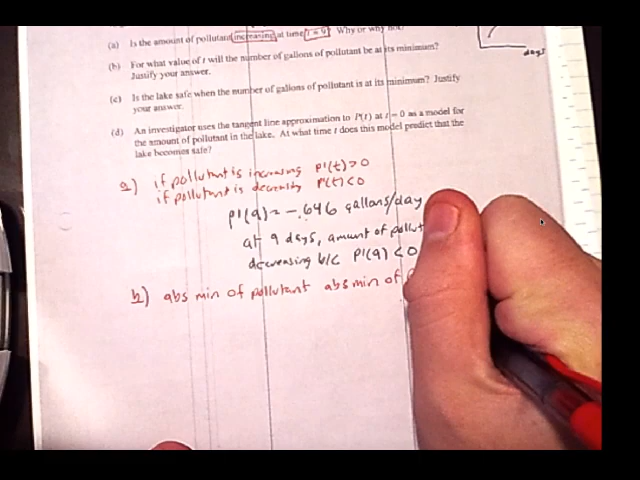 (a) Is the amount of pollutant increasing at time t = 9? Why or why not?
days
(b) For what value of t will the number of gallons of pollutant be at its minimum?
Justify your answer.
(c) Is the lake safe when the number of gallons of pollutant is at its minimum? Justify
your answer.
(d) An investigator uses the tangent line approximation to P(t) at t = 0 as a model for
the amount of pollutant in the lake. At what time t does this model predict that the
lake becomes safe?
a) if pollutant is increasing P'(t)>0
if pollutant is decreasing P'(t)<0
P'(9) = -.646 gallons/day
at 9 days, amount of pollut
decreasing b/c P'(9) < 0
b) abs min of pollutant abs min of